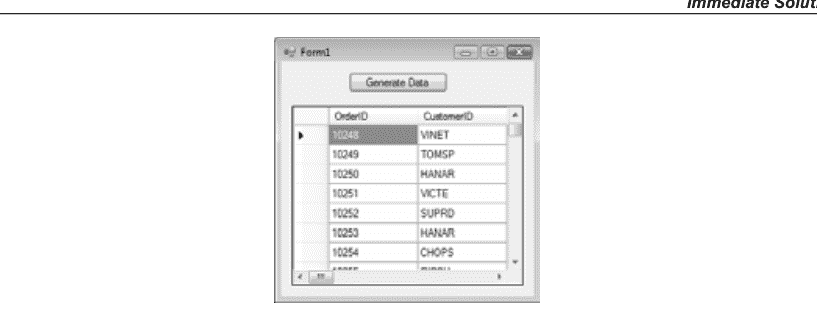 Immediate Solut
Form1
Generate Data
OrderID CustomerID
10248 VINET
10249 TOMSP
10250 HANAR
10251 VICTE
10252 SUPRD
10253 HANAR
10254 CHOPS